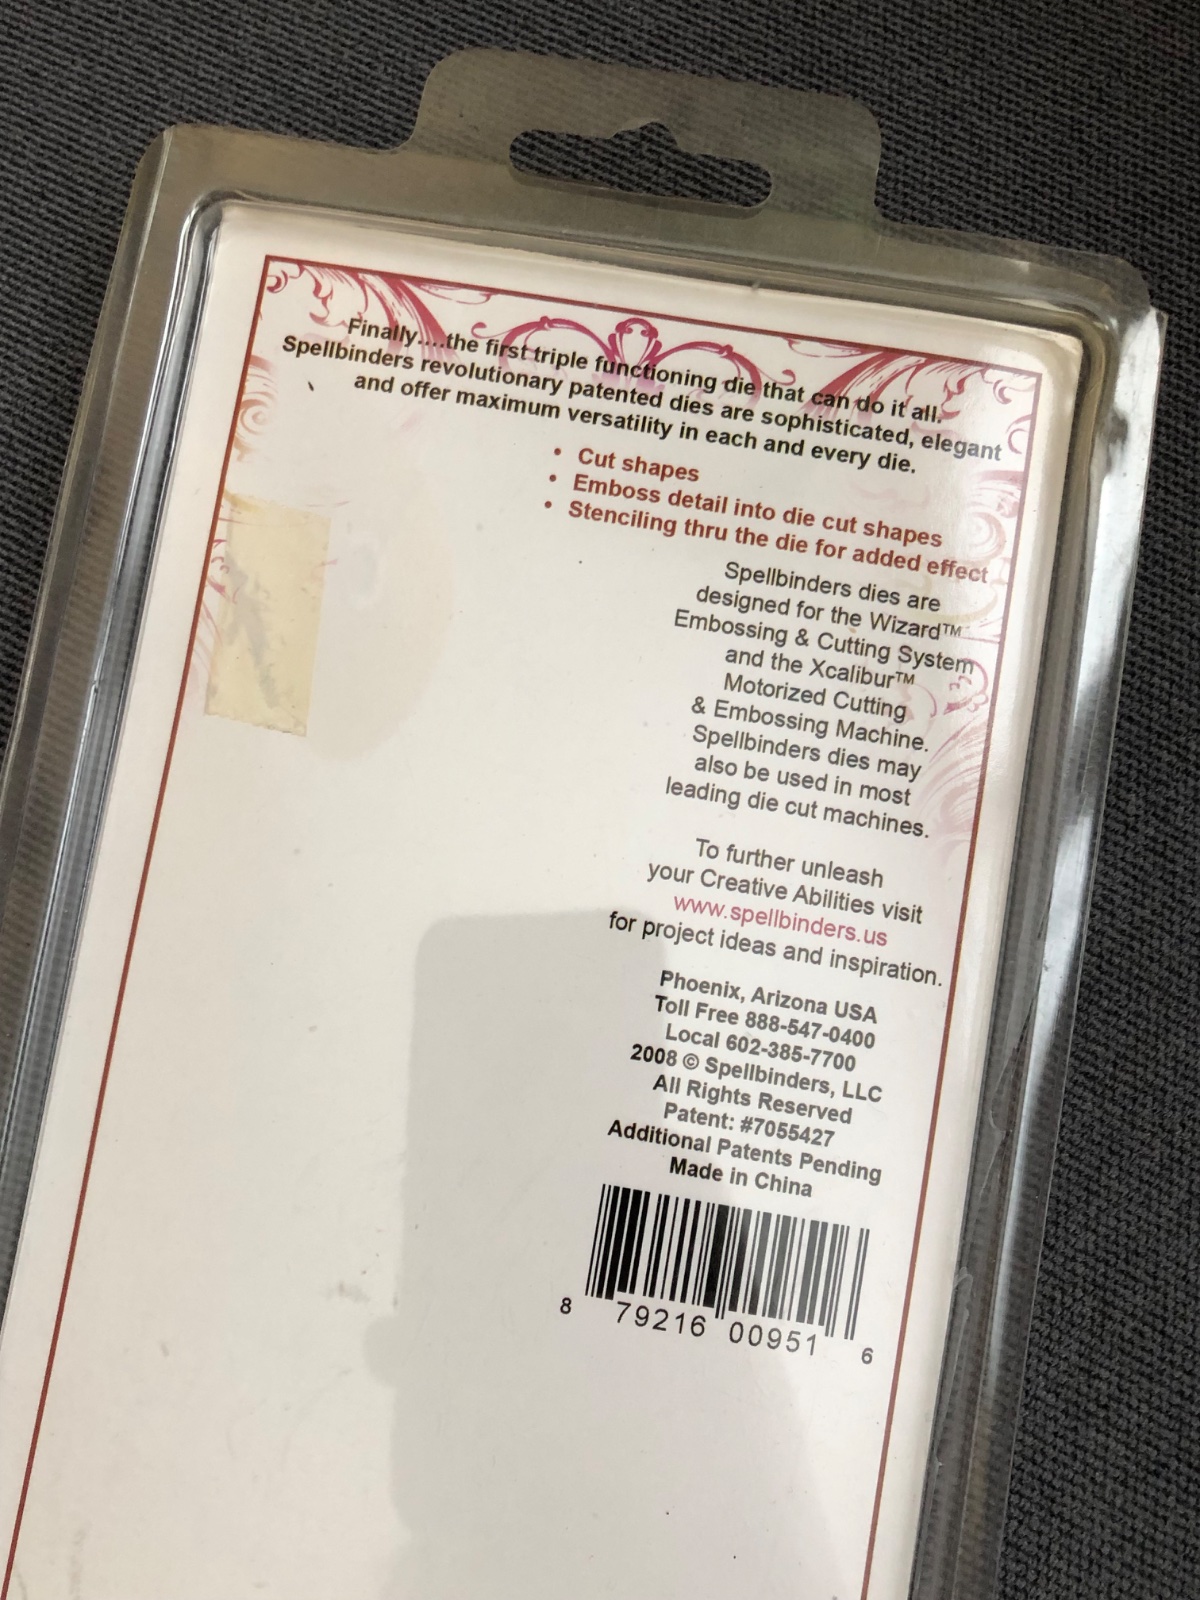 Finally....the first triple functioning die that can do it all.
Spellbinders revolutionary patented dies are sophisticated, elegant
and offer maximum versatility in each and every die.
• Cut shapes
• Emboss detail into die cut shapes
• Stenciling thru the die for added effect
Spellbinders dies are
designed for the Wizard™
Embossing & Cutting System
and the Xcalibur™
Motorized Cutting
& Embossing Machine.
Spellbinders dies may
also be used in most
leading die cut machines.
To further unleash
your Creative Abilities visit
www.spellbinders.us
for project ideas and inspiration.
Phoenix, Arizona USA
Toll Free 888-547-0400
Local 602-385-7700
2008 © Spellbinders, LLC
All Rights Reserved
Patent: #7055427
Additional Patents Pending
Made in China
8 79216 00951 6